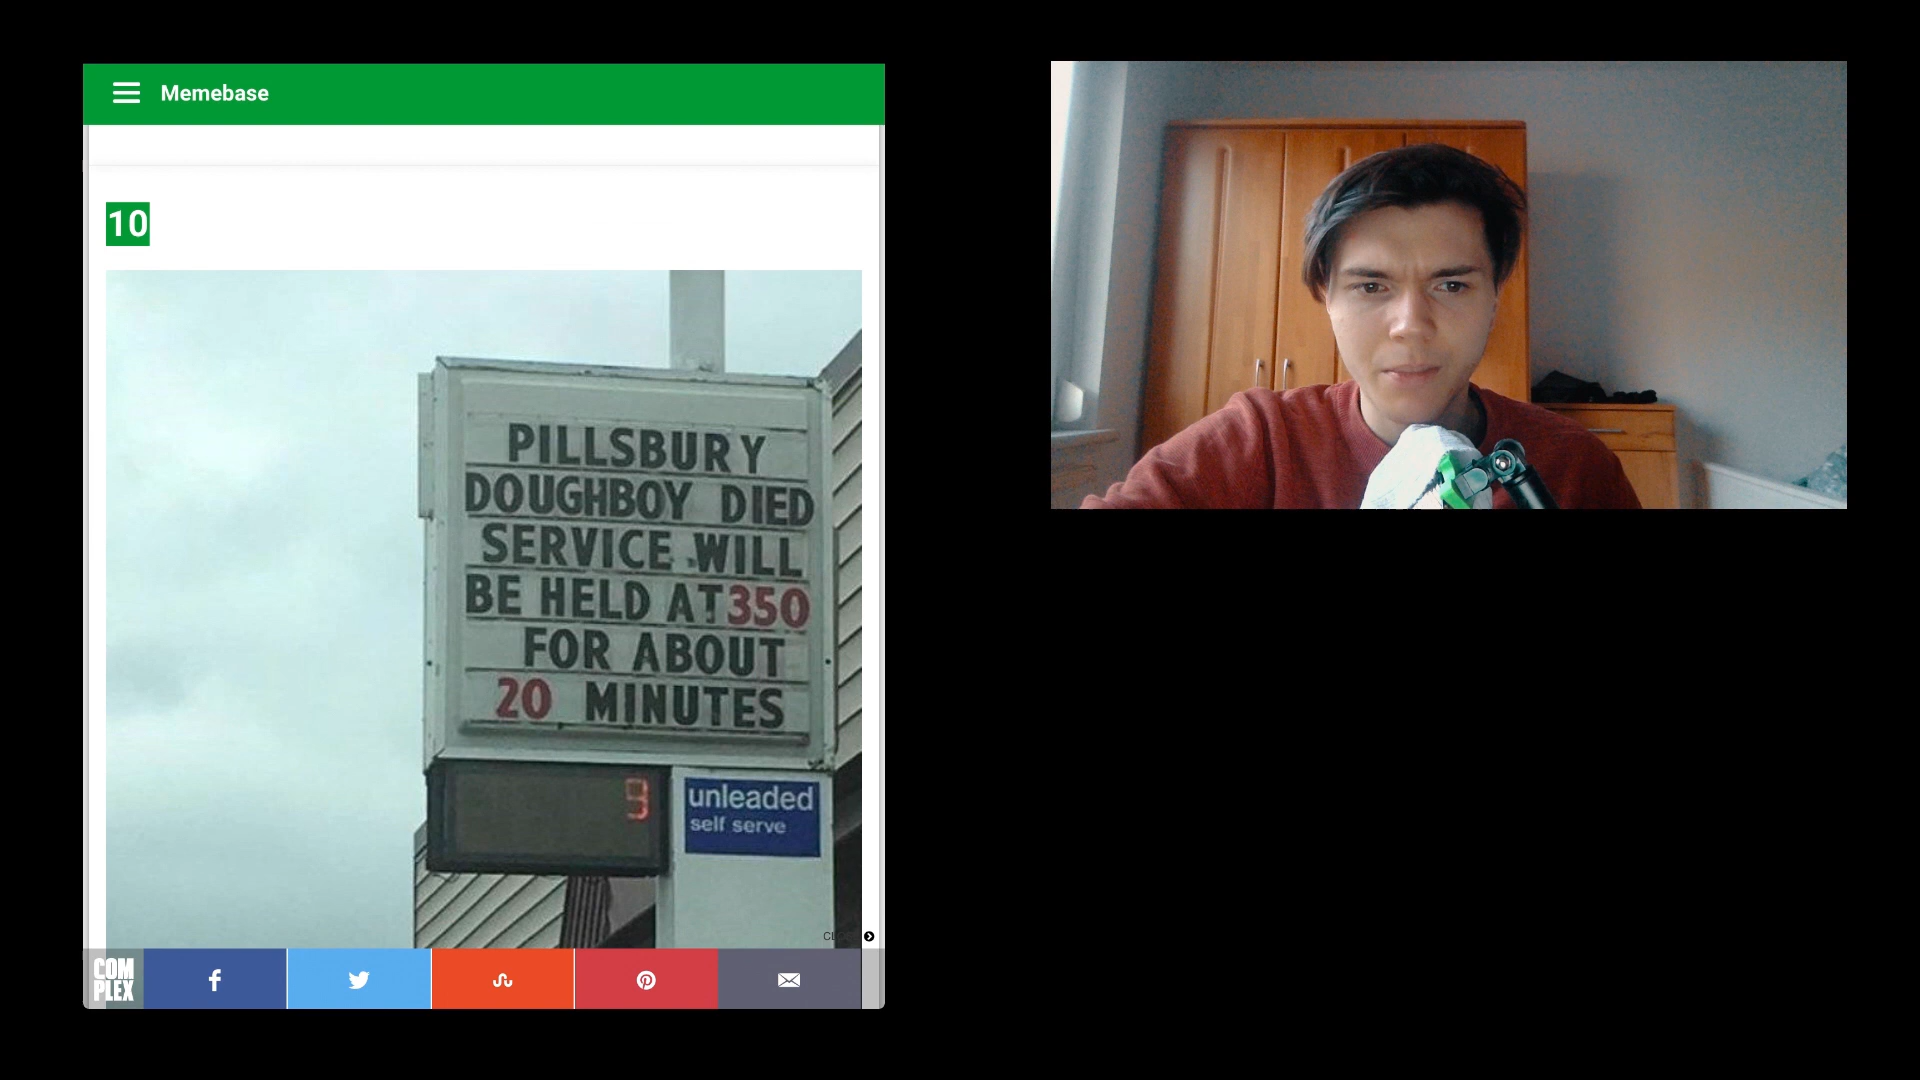 Memebase
10
PILLSBURY
DOUGHBOY DIED
SERVICE WILL
BE HELD AT 350
FOR ABOUT
20 MINUTES
9
unleaded
self serve
COM
PLEX